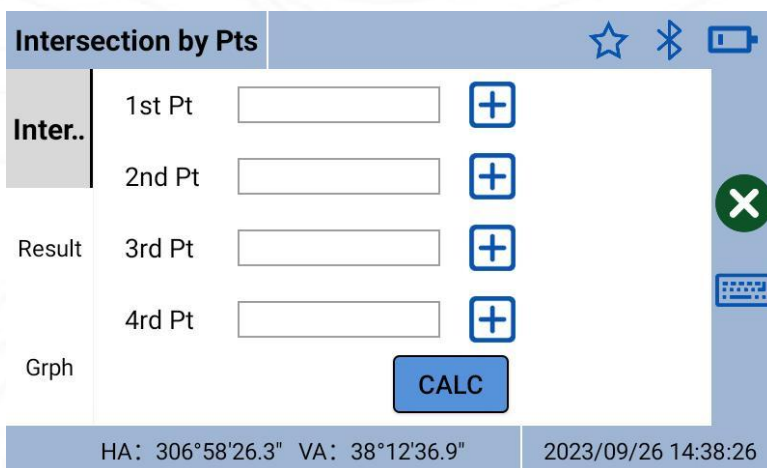 Intersection by Pts
Inter..
1st Pt
2nd Pt
Result
3rd Pt
4rd Pt
Grph
CALC
HA: 306°58'26.3" VA: 38°12'36.9"
2023/09/26 14:38:26